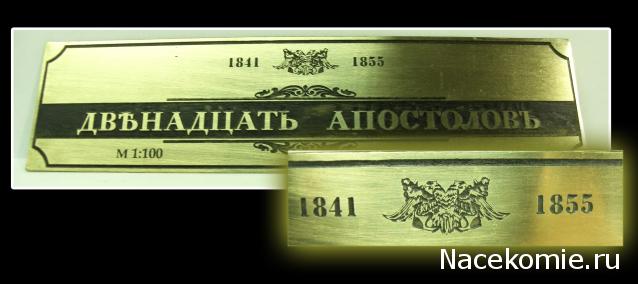 1841 1855
ДВѢНАДЦАТЬ АПОСТОЛОВЪ
М 1:100
1841 1855
Nacekomie.ru